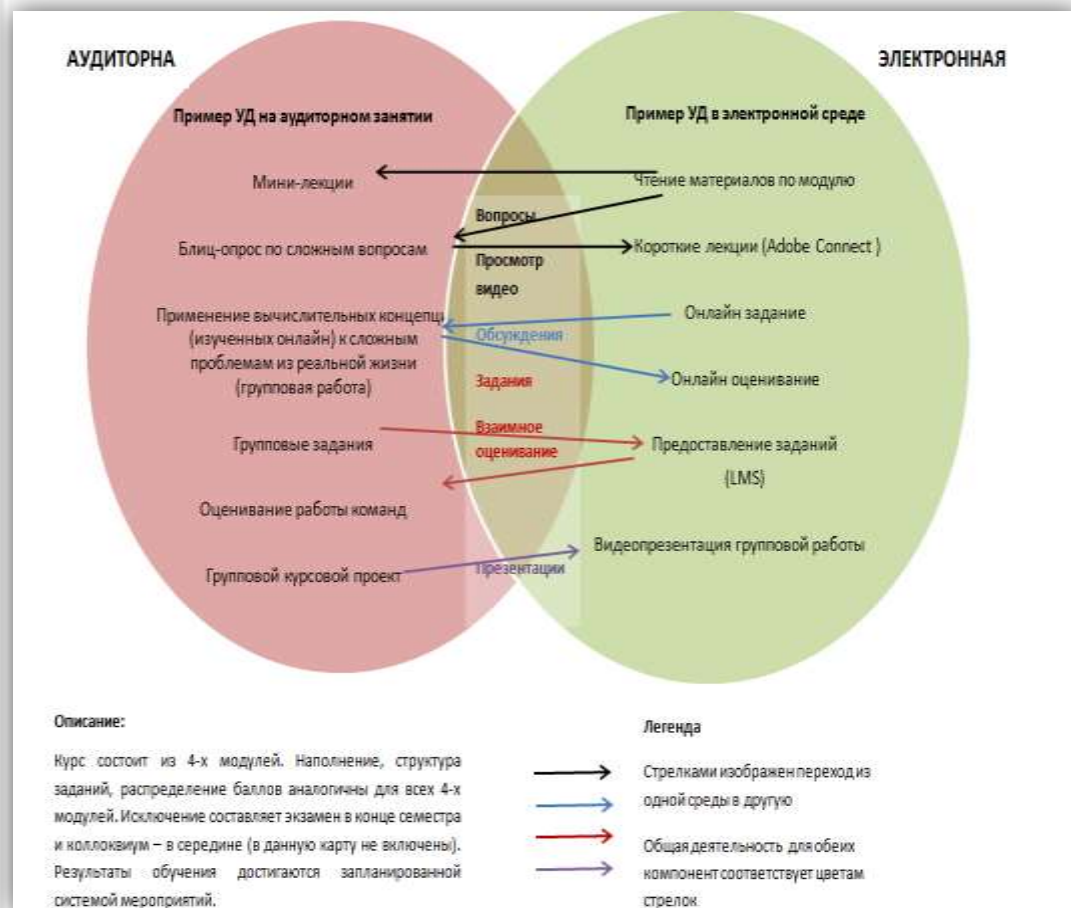 АУДИТОРНА
ЭЛЕКТРОННАЯ
Пример УД на аудиторном занятии
Мини-лекции
Блиц-опрос по сложным вопросам
Применение вычислительных концепци
(изученных онлайн) к сложным
проблемам из реальной жизни
(групповая работа)
Групповые задания
Оценивание работы команд
Групповой курсовой проект
Вопросы
Просмотр
видео
Обсуждения
Задания
Взаимное
оценивание
Презентации
Пример УД в электронной среде
Чтение материалов по модулю
Короткие лекции (Adobe Connect )
Онлайн задание
Онлайн оценивание
Предоставление заданий
(LMS)
Видеопрезентация групповой работы
Описание:
Курс состоит из 4-х модулей. Наполнение, структура
заданий, распределение баллов аналогичны для всех 4-х
модулей. Исключение составляет экзамен в конце семестра
и коллоквиум – в середине (в данную карту не включены).
Результаты обучения достигаются запланированной
системой мероприятий.
Легенда
Стрелками изображен переход из
одной среды в другую
Общая деятельность для обеих
компонент соответствует цветам
стрелок